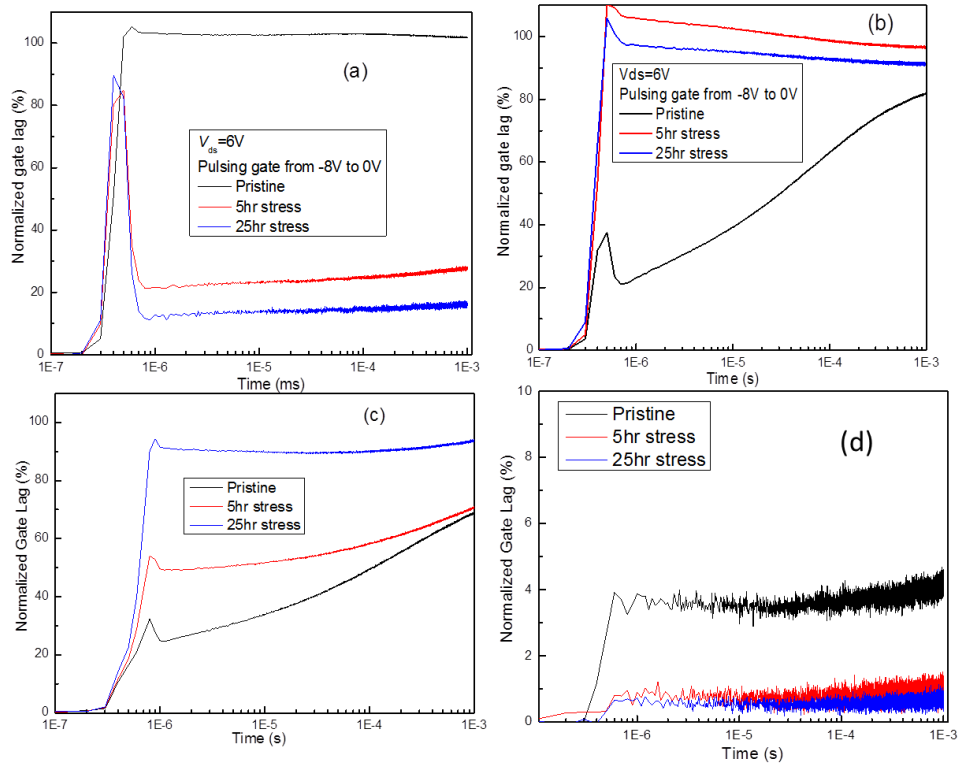 (a)
Normalized gate lag (%)
100
80
60
40
20
0
V_ds=6V
Pulsing gate from -8V to 0V
Pristine
5hr stress
25hr stress
1E-7
1E-6
1E-5
1E-4
1E-3
Time (ms)
(b)
Normalized gate lag (%)
100
80
60
40
20
0
Vds=6V
Pulsing gate from -8V to 0V
Pristine
5hr stress
25hr stress
1E-7
1E-6
1E-5
1E-4
1E-3
Time (s)
(c)
Normalized Gate Lag (%)
100
80
60
40
20
0
Pristine
5hr stress
25hr stress
1E-7
1E-6
1E-5
1E-4
1E-3
Time (s)
(d)
Normalized Gate Lag (%)
10
8
6
4
2
0
Pristine
5hr stress
25hr stress
1E-6
1E-5
1E-4
1E-3
Time (s)